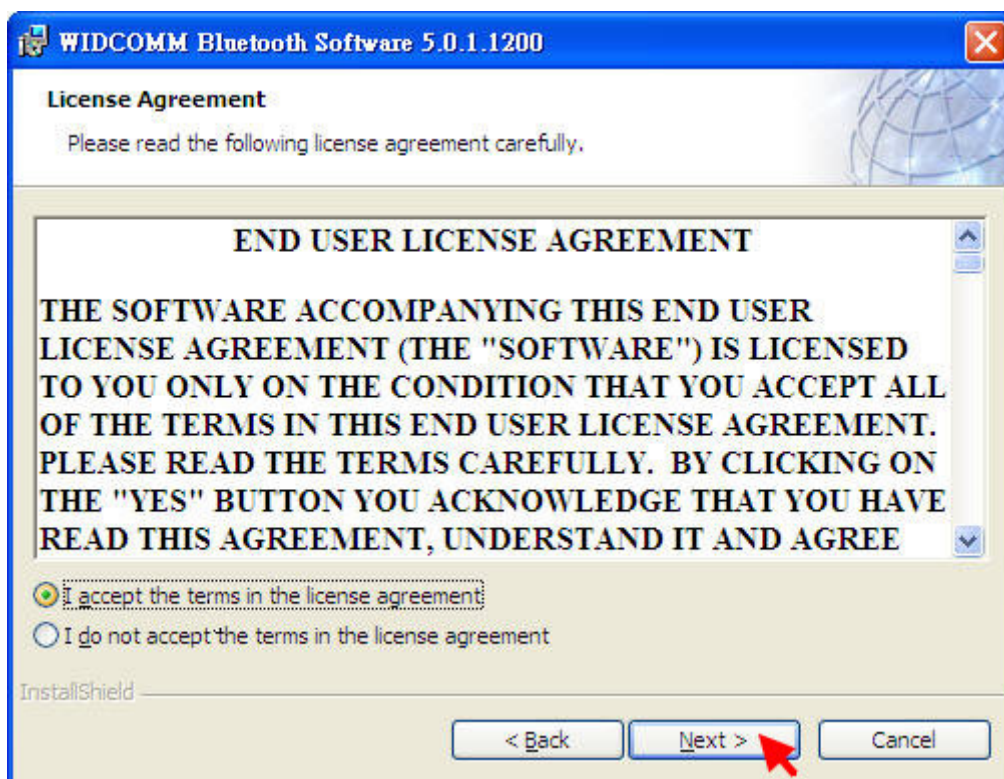 WIDCOMM Bluetooth Software 5.0.1.1200
License Agreement
Please read the following license agreement carefully.
END USER LICENSE AGREEMENT
THE SOFTWARE ACCOMPANYING THIS END USER
LICENSE AGREEMENT (THE "SOFTWARE") IS LICENSED
TO YOU ONLY ON THE CONDITION THAT YOU ACCEPT ALL
OF THE TERMS IN THIS END USER LICENSE AGREEMENT.
PLEASE READ THE TERMS CAREFULLY.  BY CLICKING ON
THE "YES" BUTTON YOU ACKNOWLEDGE THAT YOU HAVE
READ THIS AGREEMENT, UNDERSTAND IT AND AGREE
I accept the terms in the license agreement
I do not accept the terms in the license agreement
InstallShield
< Back Next > Cancel